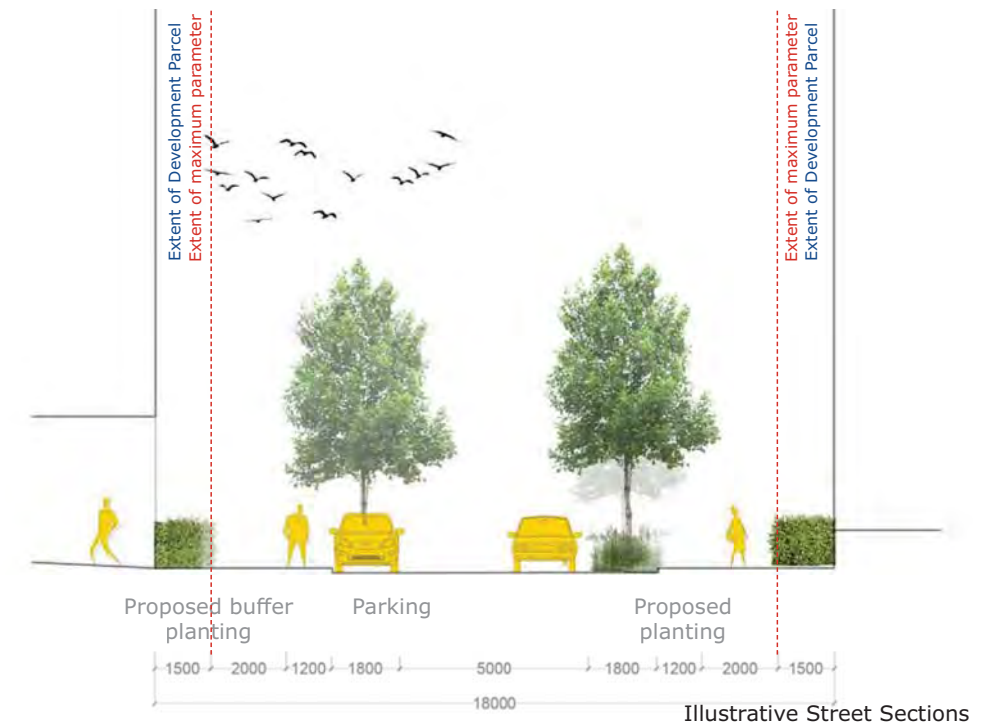 Extent of Development Parcel
Extent of maximum parameter
Extent of maximum parameter
Extent of Development Parcel
Proposed buffer
planting
Parking
Proposed
planting
1500 2000 1200 1800 5000 1800 1200 2000 1500
18000
Illustrative Street Sections